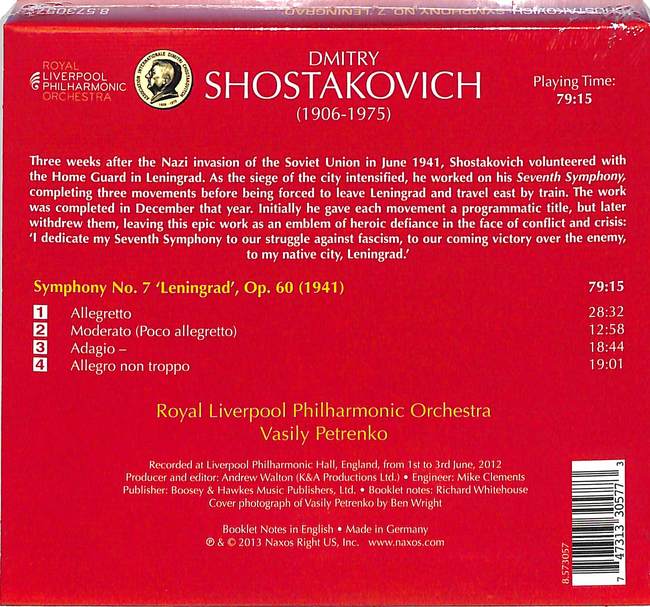 8.573057 SHOSTAKOVICH: SYMPHONY NO. 7 'LENINGRAD'
ROYAL
LIVERPOOL
PHILHARMONIC
ORCHESTRA
DMITRY
SHOSTAKOVICH
(1906-1975)
Playing Time:
79:15
Three weeks after the Nazi invasion of the Soviet Union in June 1941, Shostakovich volunteered with
the Home Guard in Leningrad. As the siege of the city intensified, he worked on his Seventh Symphony,
completing three movements before being forced to leave Leningrad and travel east by train. The work
was completed in December that year. Initially he gave each movement a programmatic title, but later
withdrew them, leaving this epic work as an emblem of heroic defiance in the face of conflict and crisis:
‘I dedicate my Seventh Symphony to our struggle against fascism, to our coming victory over the enemy,
to my native city, Leningrad.’
Symphony No. 7 ‘Leningrad’, Op. 60 (1941) 79:15
1 Allegretto 28:32
2 Moderato (Poco allegretto) 12:58
3 Adagio – 18:44
4 Allegro non troppo 19:01
Royal Liverpool Philharmonic Orchestra
Vasily Petrenko
Recorded at Liverpool Philharmonic Hall, England, from 1st to 3rd June, 2012
Producer and editor: Andrew Walton (K&A Productions Ltd.) • Engineer: Mike Clements
Publisher: Boosey & Hawkes Music Publishers, Ltd. • Booklet notes: Richard Whitehouse
Cover photograph of Vasily Petrenko by Ben Wright
Booklet Notes in English • Made in Germany
℗ & © 2013 Naxos Right US, Inc. www.naxos.com
8.573057
7 47313 30577 3